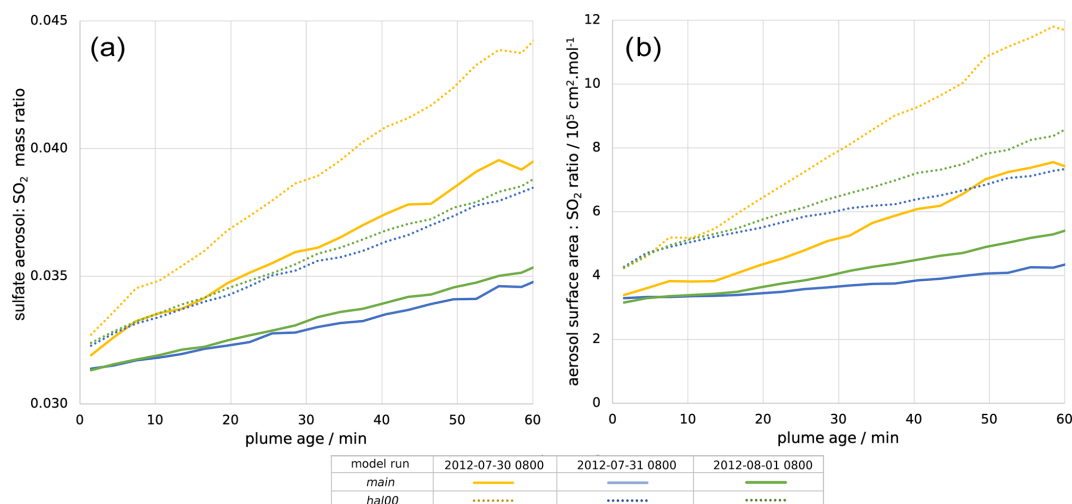 (a)
0.045
0.040
0.035
0.030
sulfate aerosol: SO2 mass ratio
0 10 20 30 40 50 60
plume age / min
(b)
12
10
8
6
4
2
0
aerosol surface area : SO2 ratio / 10⁵ cm².mol⁻¹
0 10 20 30 40 50 60
plume age / min
model run 2012-07-30 0800 2012-07-31 0800 2012-08-01 0800
main
hal00